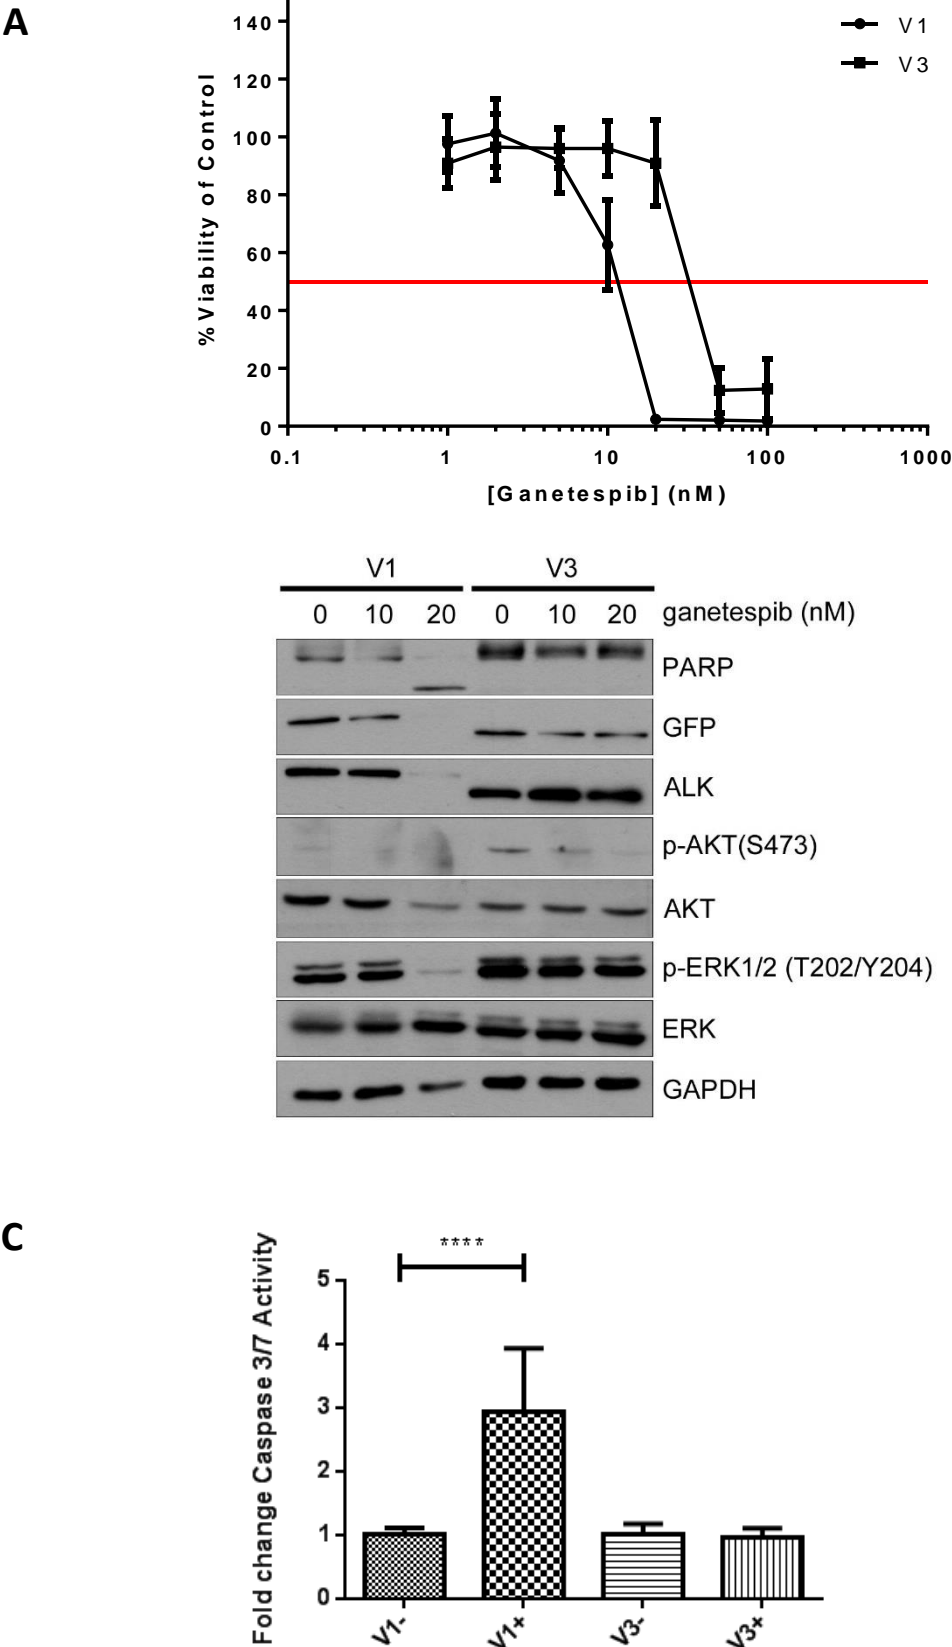 A
140
120
100
80
60
40
20
0
% Viability of Control
V1
V3
0.1 1 10 100 1000
[Ganetespib] (nM)
V1 V3
0 10 20 0 10 20 ganetespib (nM)
PARP
GFP
ALK
p-AKT(S473)
AKT
p-ERK1/2 (T202/Y204)
ERK
GAPDH
C
****
5
4
3
2
1
0
Fold change Caspase 3/7 Activity
V1- V1+ V3- V3+